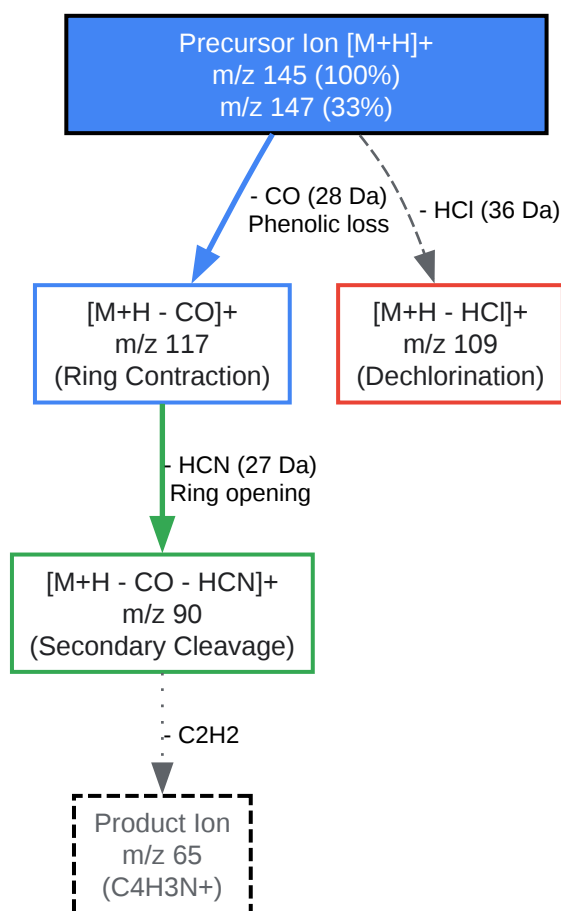 Precursor Ion [M+H]+
m/z 145 (100%)
m/z 147 (33%)
- CO (28 Da)
Phenolic loss
- HCl (36 Da)
[M+H - CO]+
m/z 117
(Ring Contraction)
[M+H - HCl]+
m/z 109
(Dechlorination)
- HCN (27 Da)
Ring opening
[M+H - CO - HCN]+
m/z 90
(Secondary Cleavage)
- C2H2
Product Ion
m/z 65
(C4H3N+)